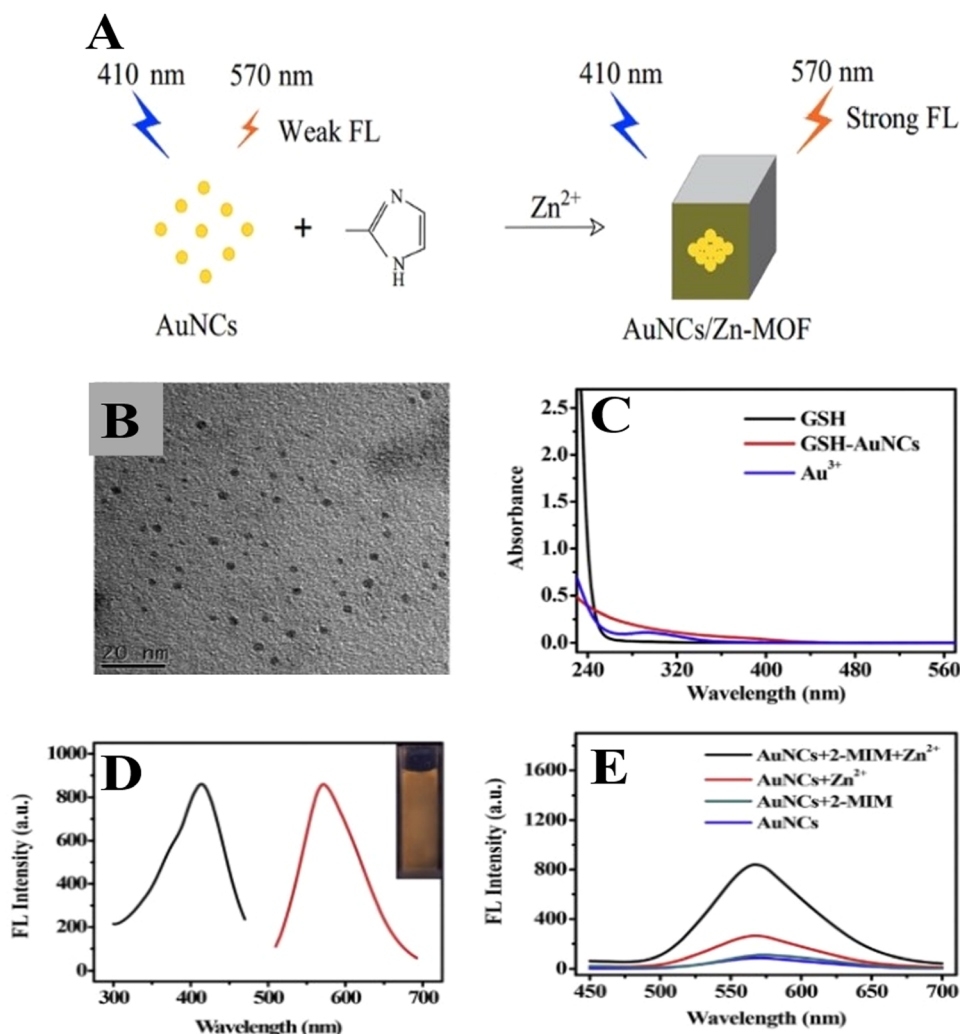 A
410 nm
570 nm
Weak FL
410 nm
570 nm
Strong FL
+
N
N
H
Zn²⁺
AuNCs
AuNCs/Zn-MOF
B
20 nm
C
GSH
GSH-AuNCs
Au³⁺
Absorbance
2.5
2.0
1.5
1.0
0.5
0.0
240
320
400
480
560
Wavelength (nm)
D
FL Intensity (a.u.)
1000
800
600
400
200
0
300
400
500
600
700
Wavelength (nm)
E
AuNCs+2-MIM+Zn²⁺
AuNCs+Zn²⁺
AuNCs+2-MIM
AuNCs
FL Intensity (a.u.)
1600
1200
800
400
0
450
500
550
600
650
700
Wavelength (nm)